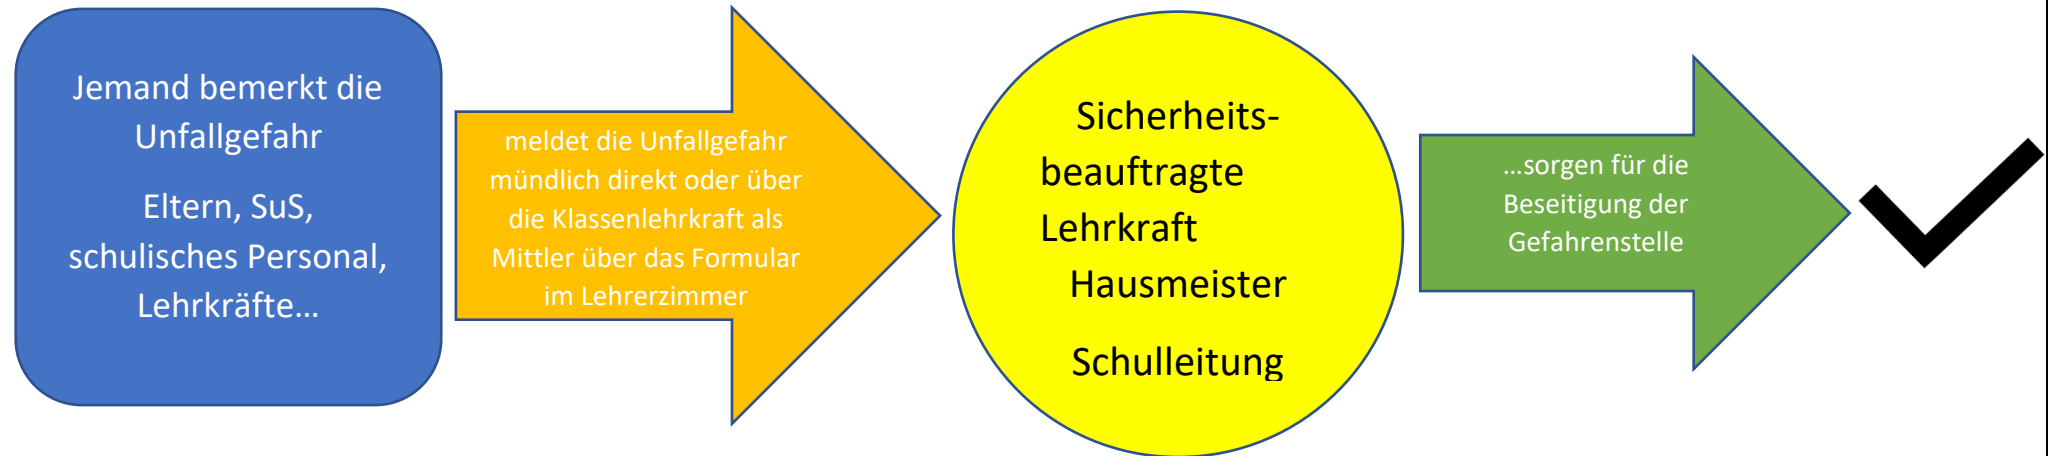 Jemand bemerkt die
Unfallgefahr
Eltern, SuS,
schulisches Personal,
Lehrkräfte…
meldet die Unfallgefahr
mündlich direkt oder über
die Klassenlehrkraft als
Mittler über das Formular
im Lehrerzimmer
Sicherheits-
beauftragte
Lehrkraft
Hausmeister
Schulleitung
…sorgen für die
Beseitigung der
Gefahrenstelle